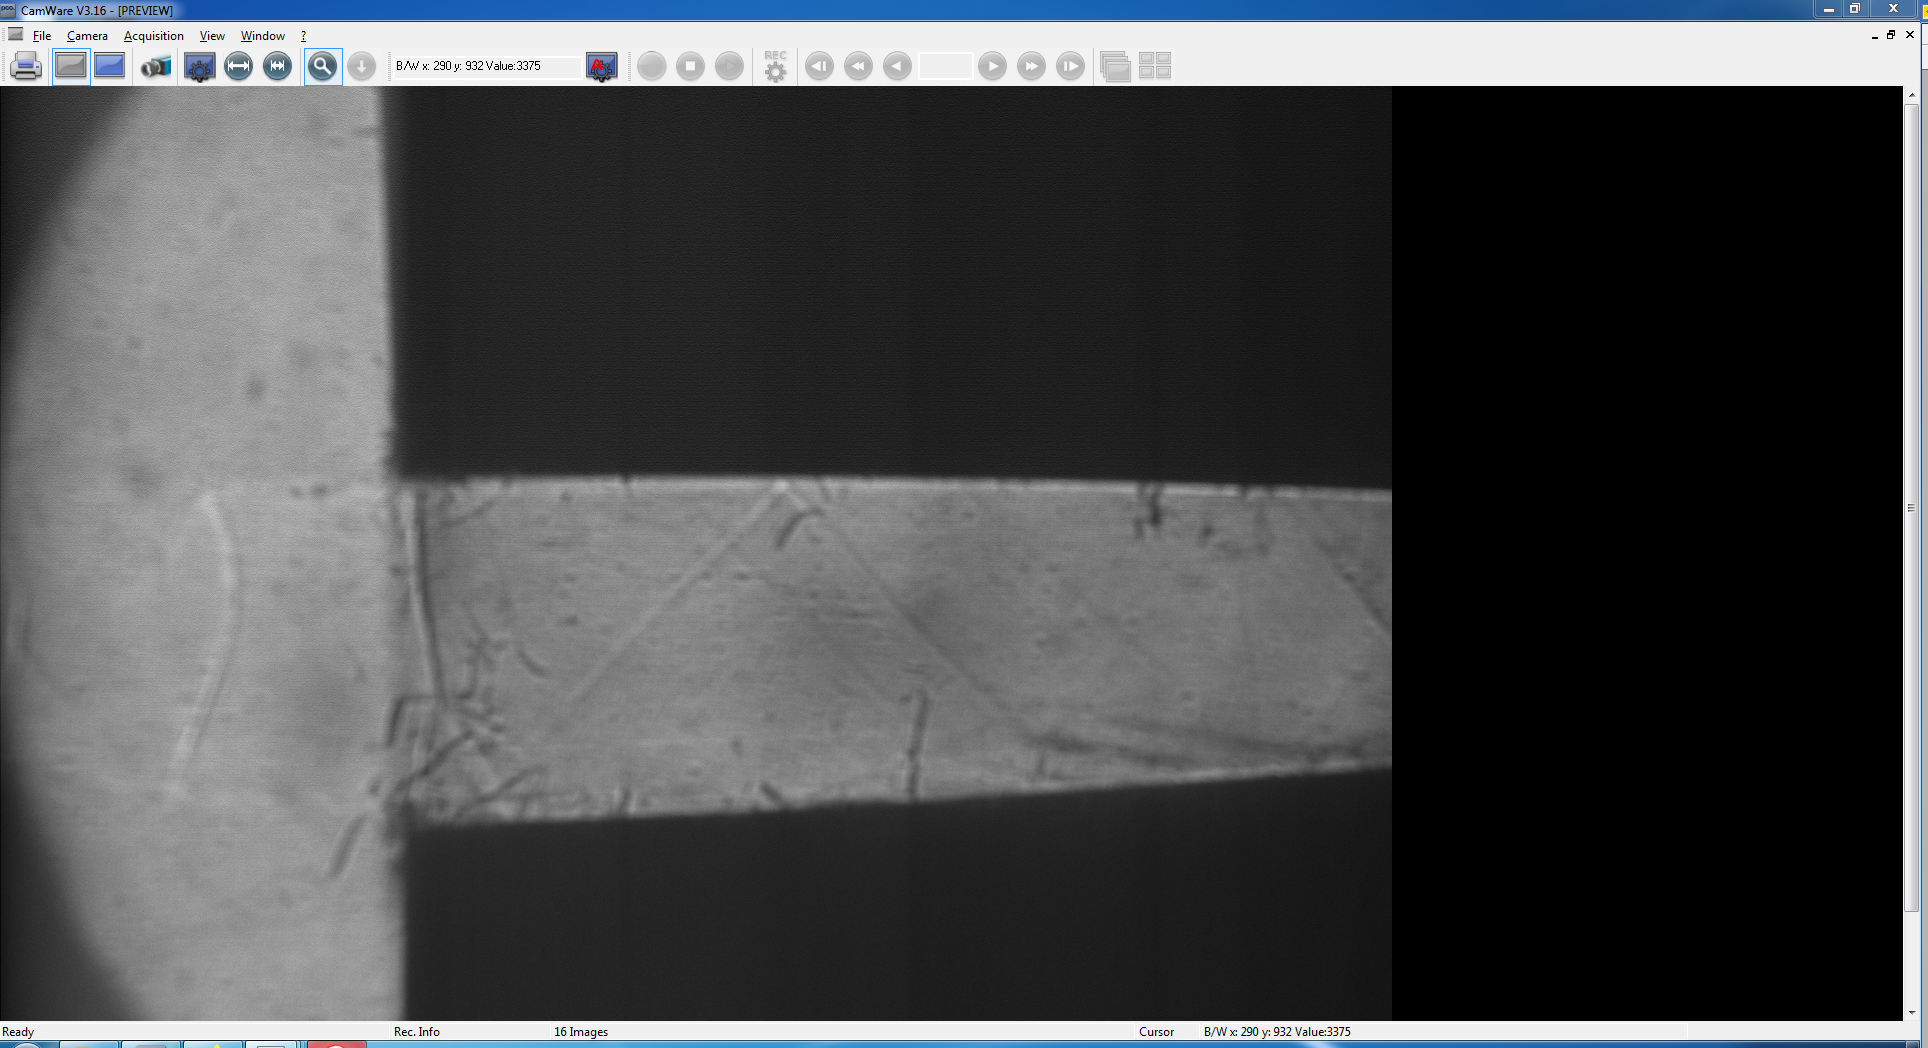 pco.
CamWare V3.16 - [PREVIEW]
File Camera Acquisition View Window ?
B/W x: 290 y: 932 Value:3375
REC
Ready Rec. Info 16 Images Cursor B/W x: 290 y: 932 Value:3375